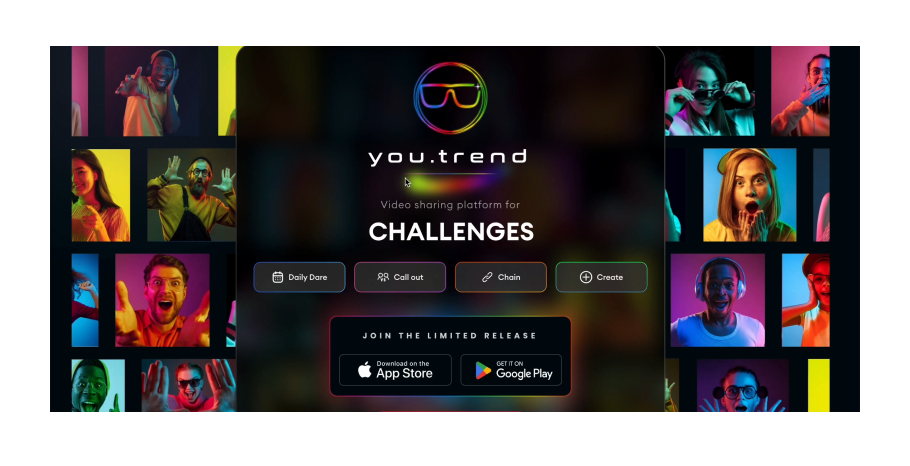 you.trend
Video sharing platform for
CHALLENGES
Daily Dare
Call out
Chain
Create
JOIN THE LIMITED RELEASE
Download on the
App Store
GET IT ON
Google Play